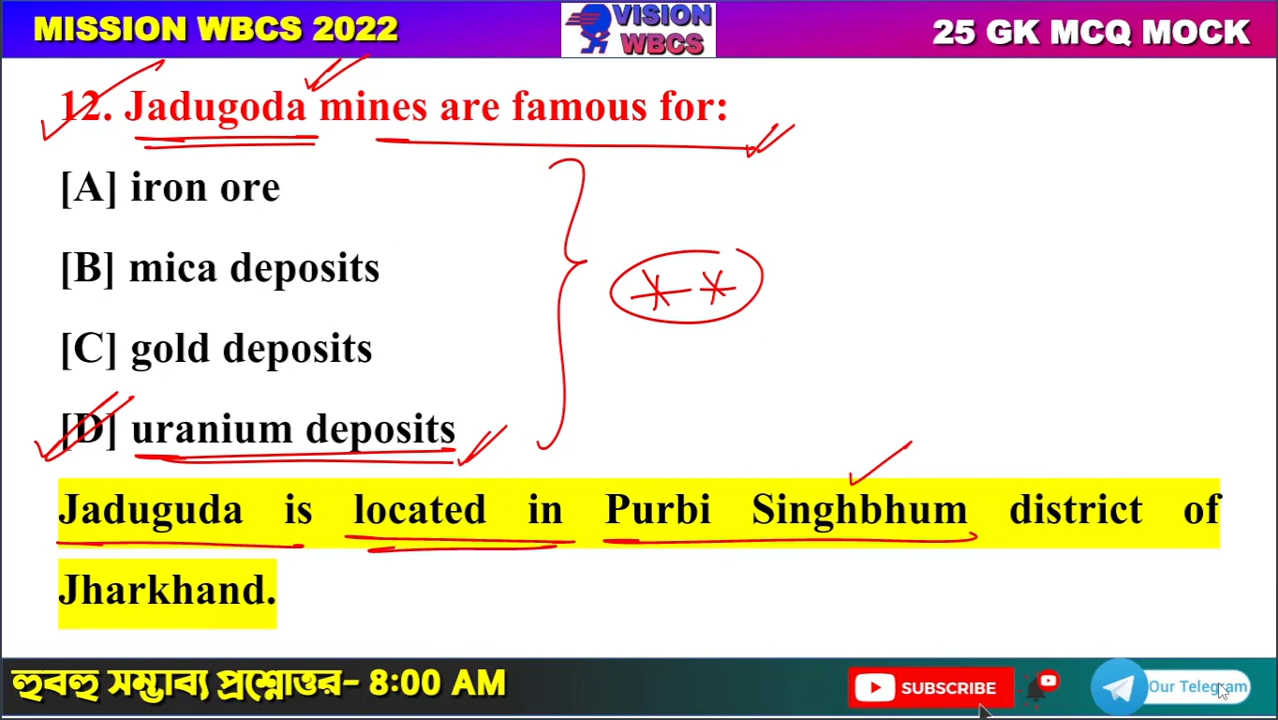 MISSION WBCS 2022
VISION
WBCS
25 GK MCQ MOCK
12. Jadugoda mines are famous for:
[A] iron ore
[B] mica deposits
[C] gold deposits
[D] uranium deposits
Jaduguda is located in Purbi Singhbhum district of
Jharkhand.
হুবহু সম্ভাব্য প্রশ্নোত্তর- 8:00 AM
SUBSCRIBE
Our Telegram